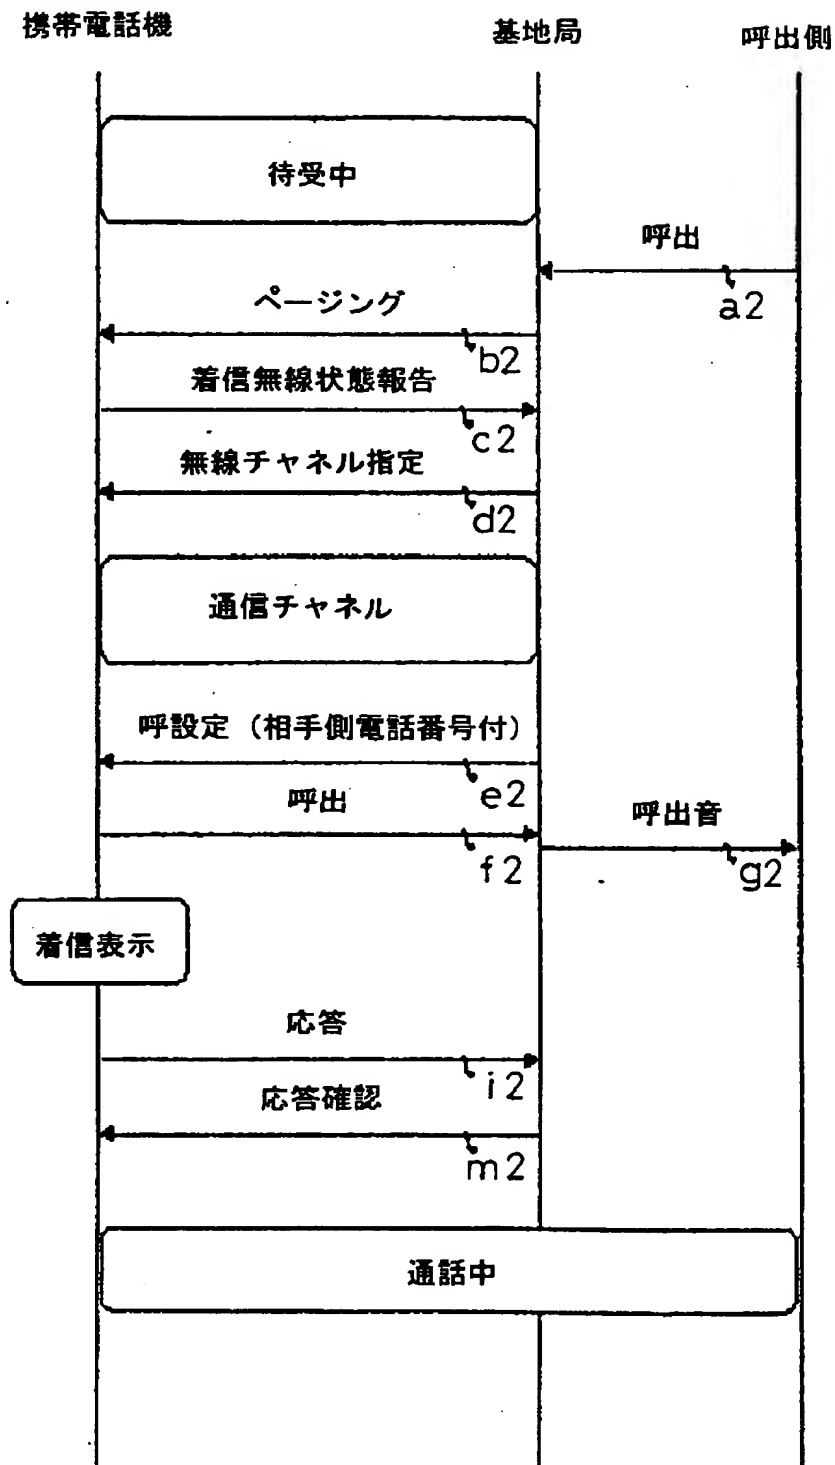 携帯電話機
基地局
呼出側
待受中
呼出
a2
ページング
b2
着信無線状態報告
c2
無線チャネル指定
d2
通信チャネル
呼設定（相手側電話番号付）
e2
呼出
f2
呼出音
g2
着信表示
応答
i2
応答確認
m2
通話中